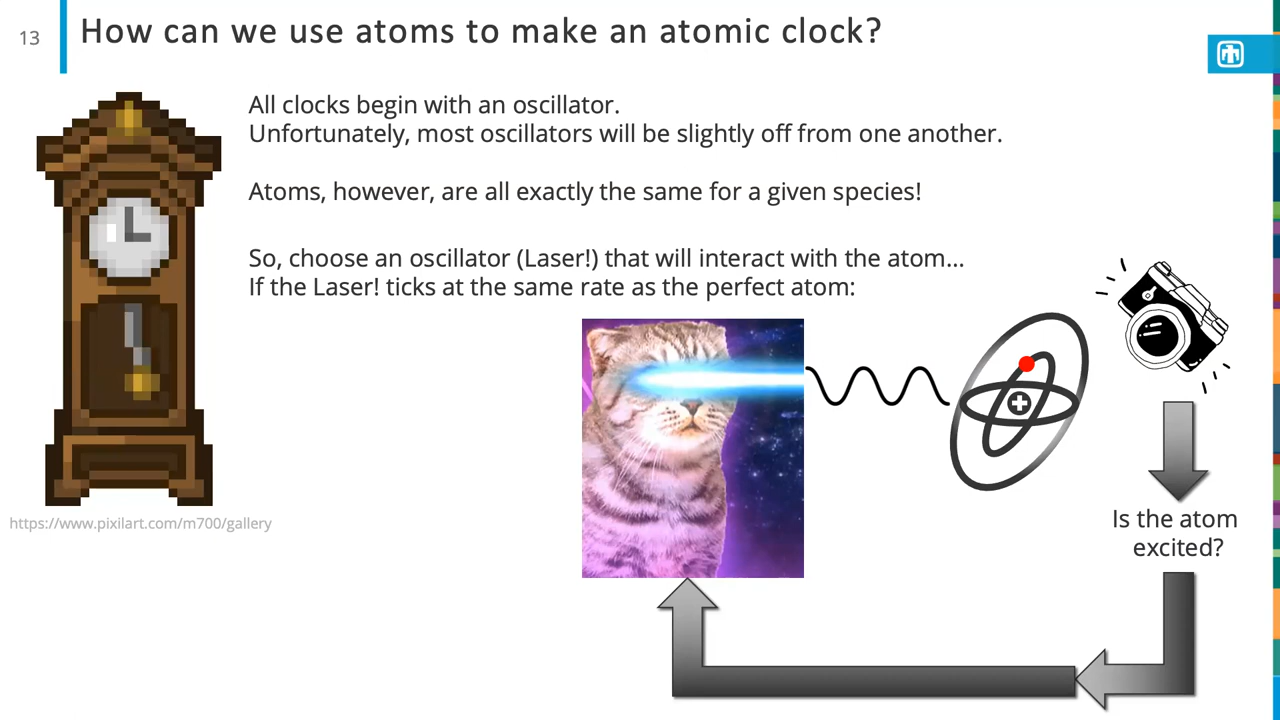 13
How can we use atoms to make an atomic clock?
All clocks begin with an oscillator.
Unfortunately, most oscillators will be slightly off from one another.
Atoms, however, are all exactly the same for a given species!
So, choose an oscillator (Laser!) that will interact with the atom...
If the Laser! ticks at the same rate as the perfect atom:
Is the atom
excited?
https://www.pixilart.com/m700/gallery